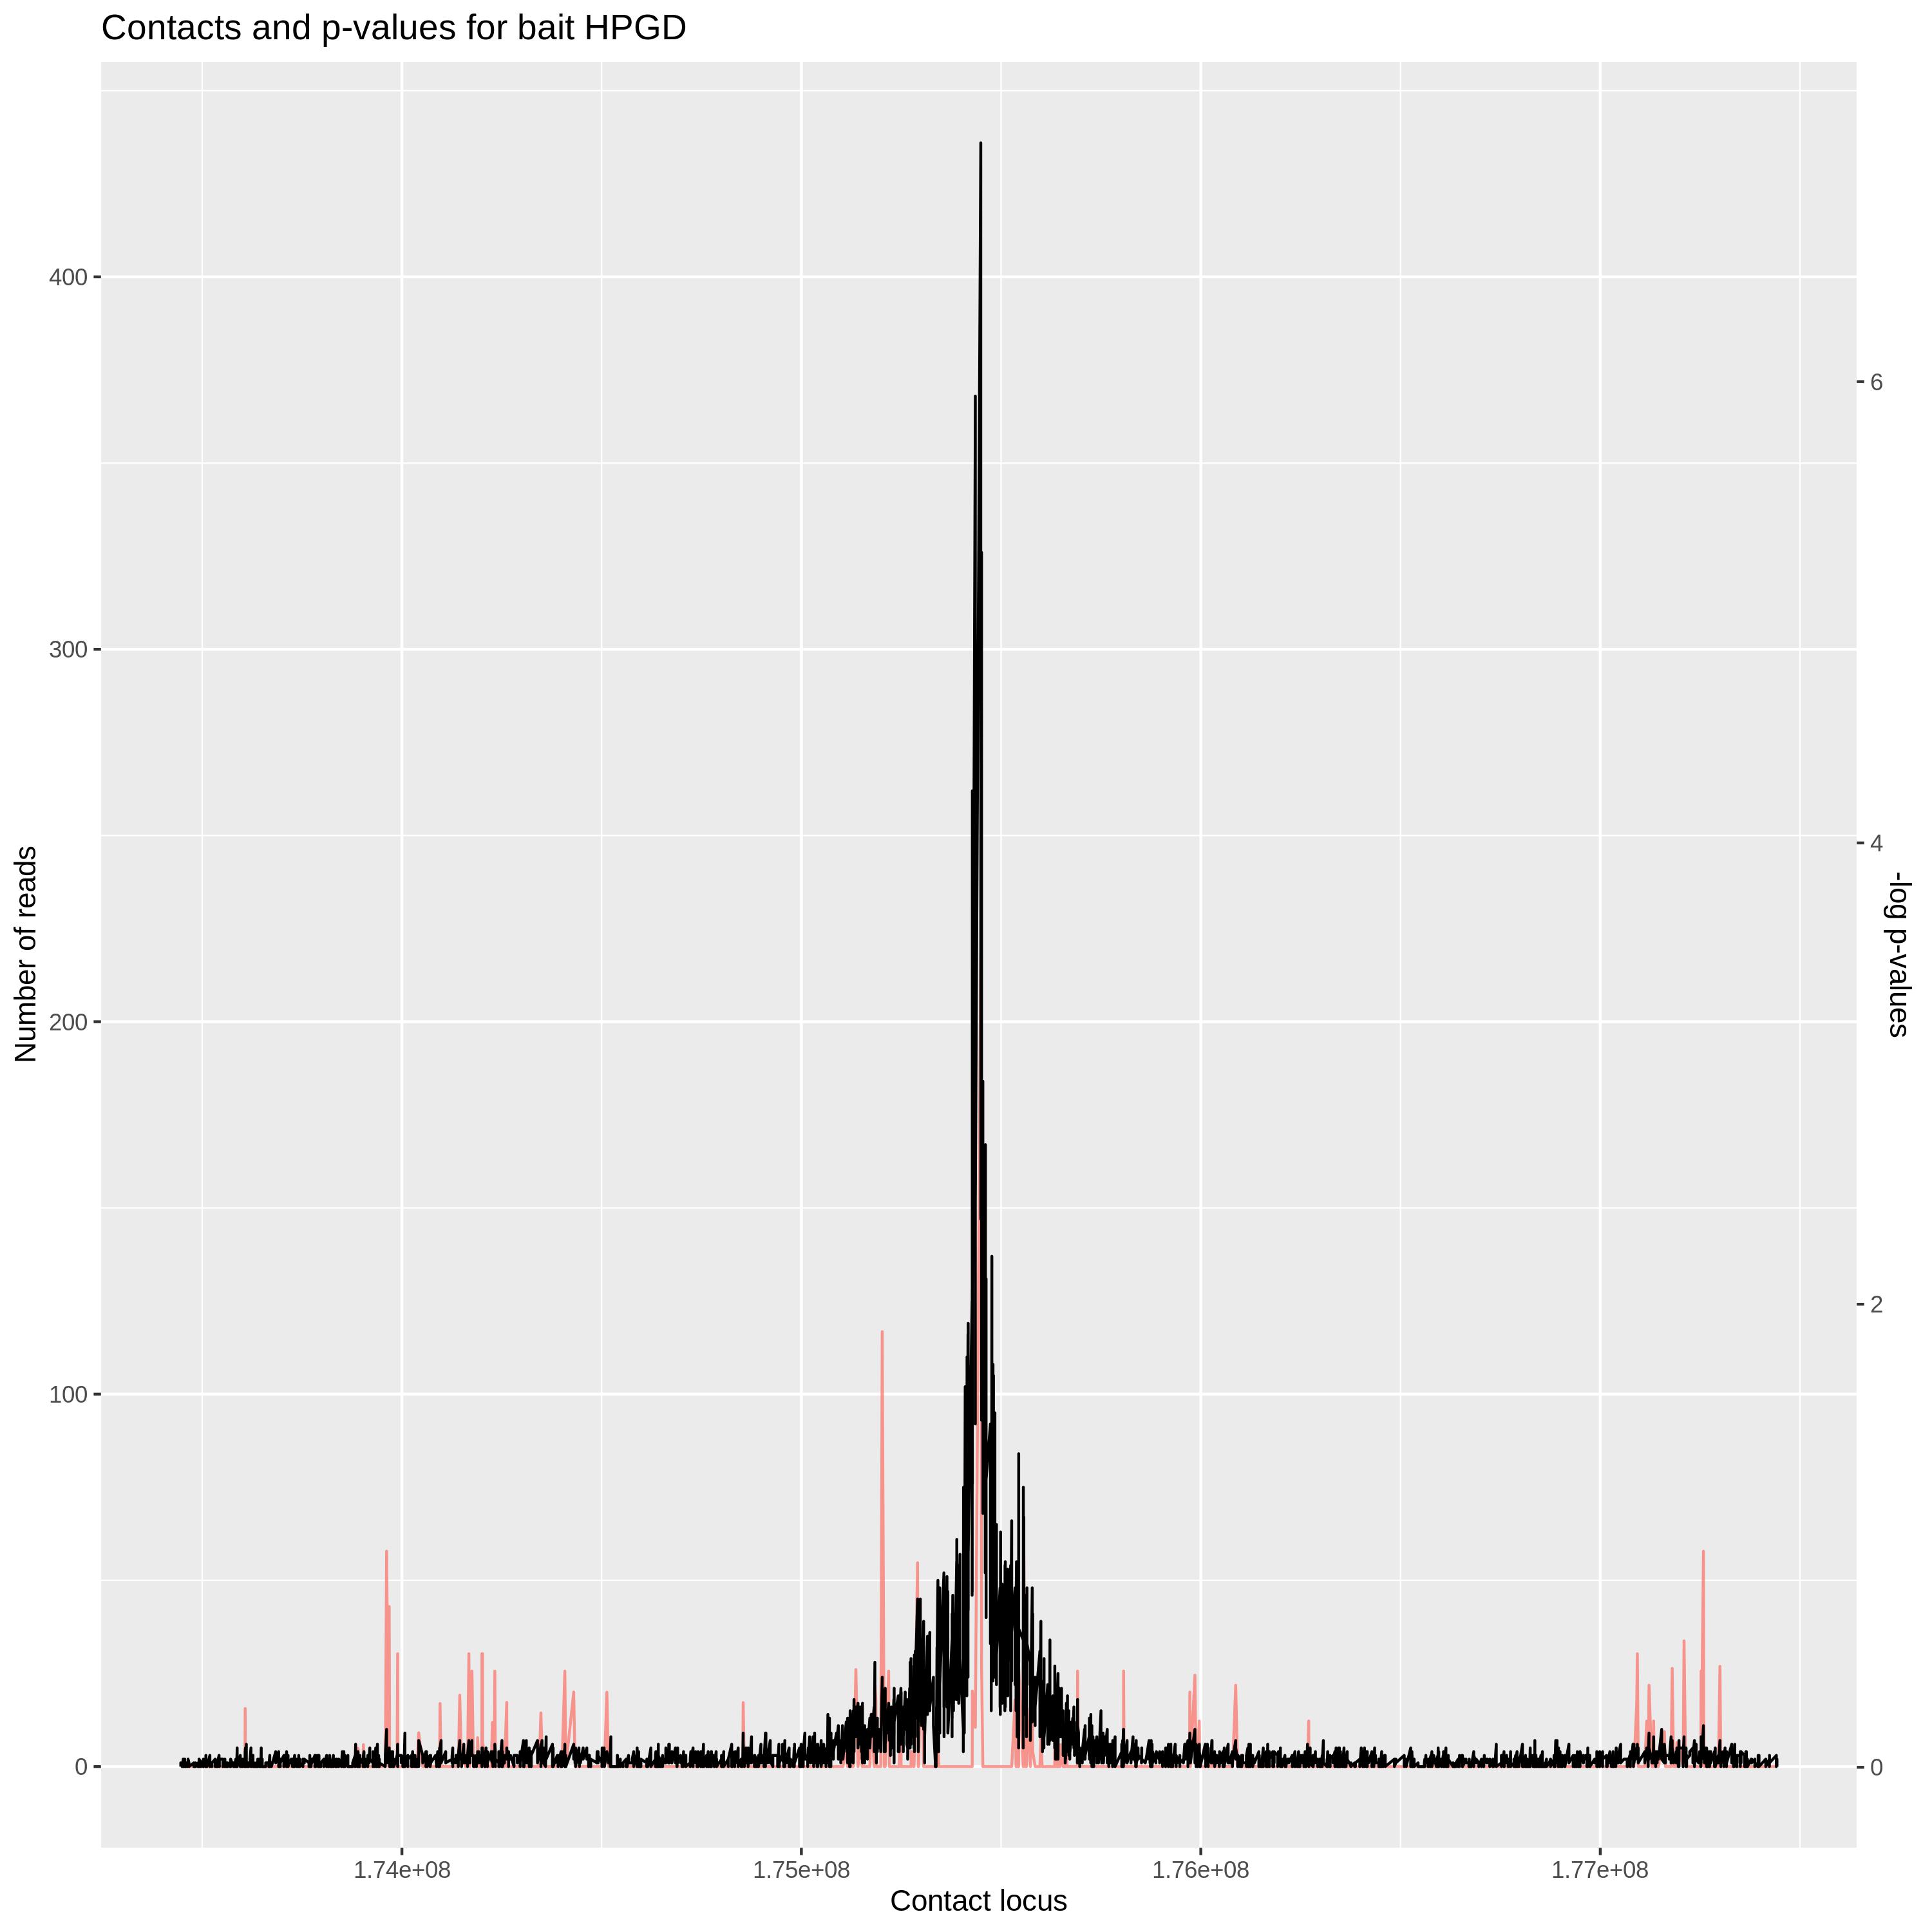 Contacts and p-values for bait HPGD
Number of reads
400
300
200
100
0
6
4
2
0
-log p-values
1.74e+08
1.75e+08
1.76e+08
1.77e+08
Contact locus